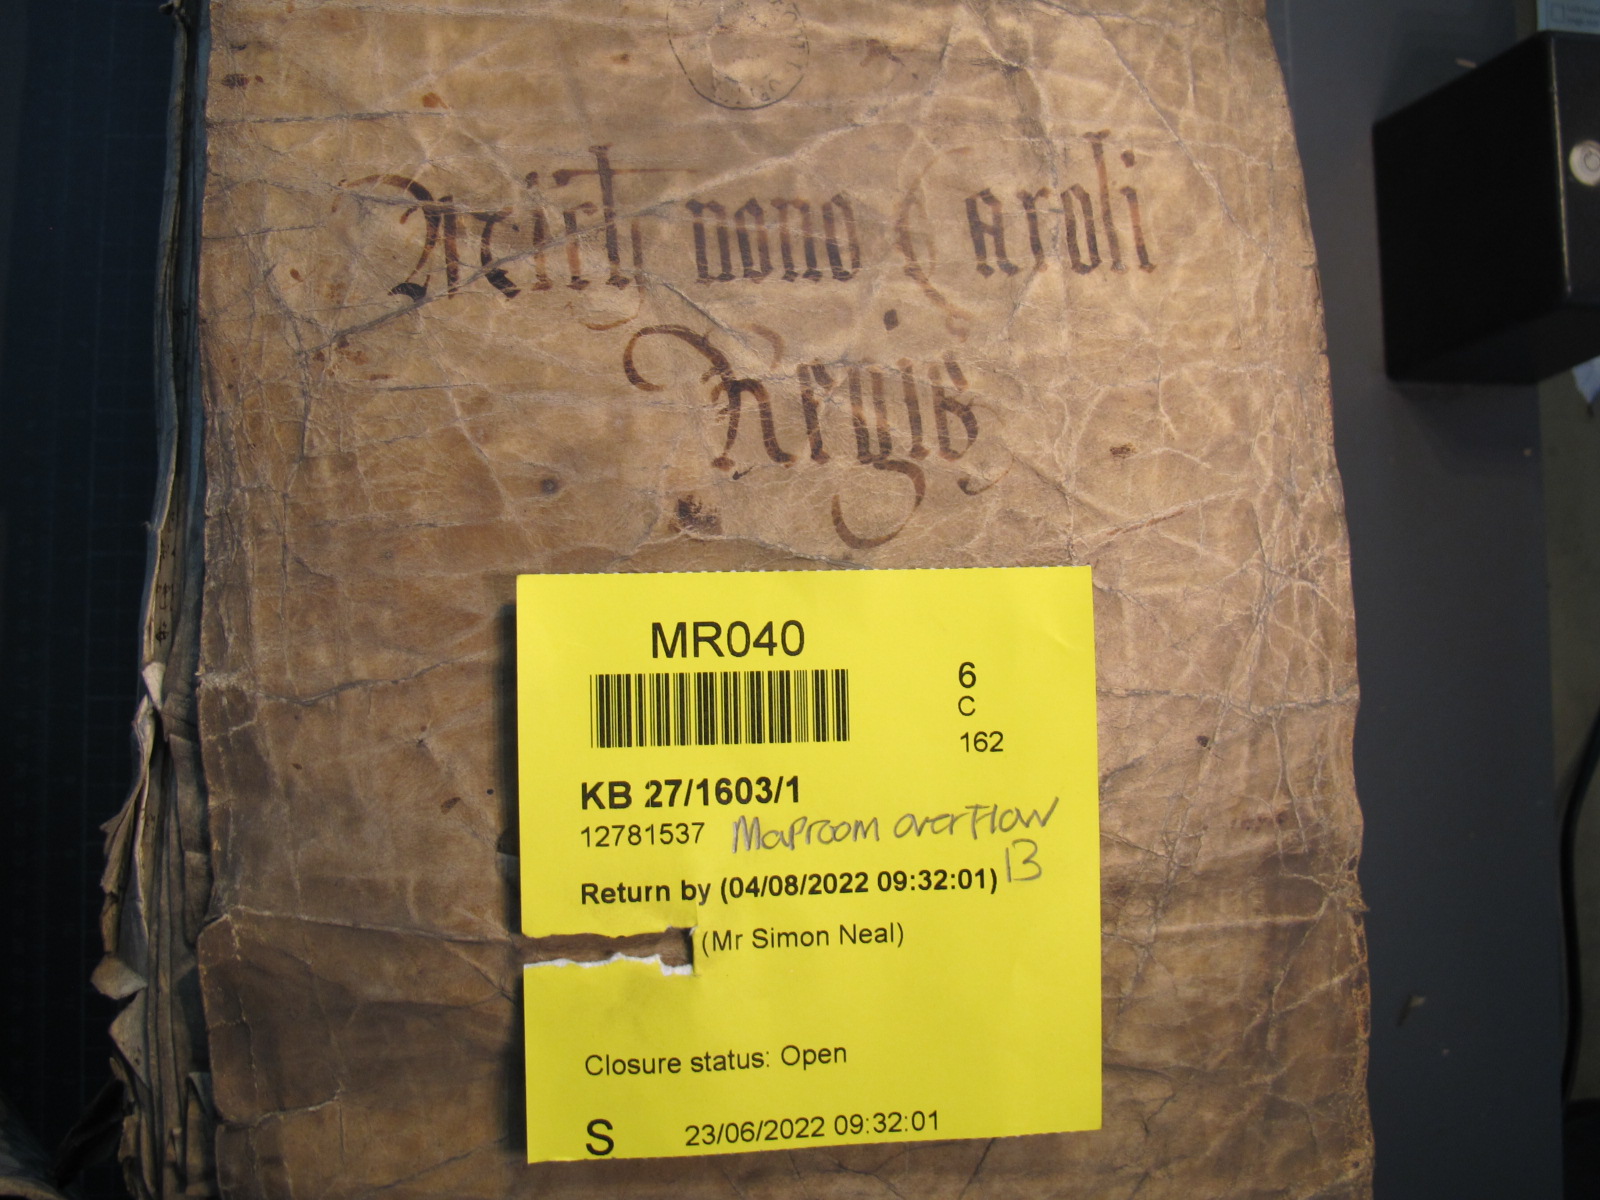 Mich nono Caroli
Regis
MR040
6
C
162
KB 27/1603/1
12781537 Maproom overflow
13
Return by (04/08/2022 09:32:01)
(Mr Simon Neal)
Closure status: Open
S 23/06/2022 09:32:01